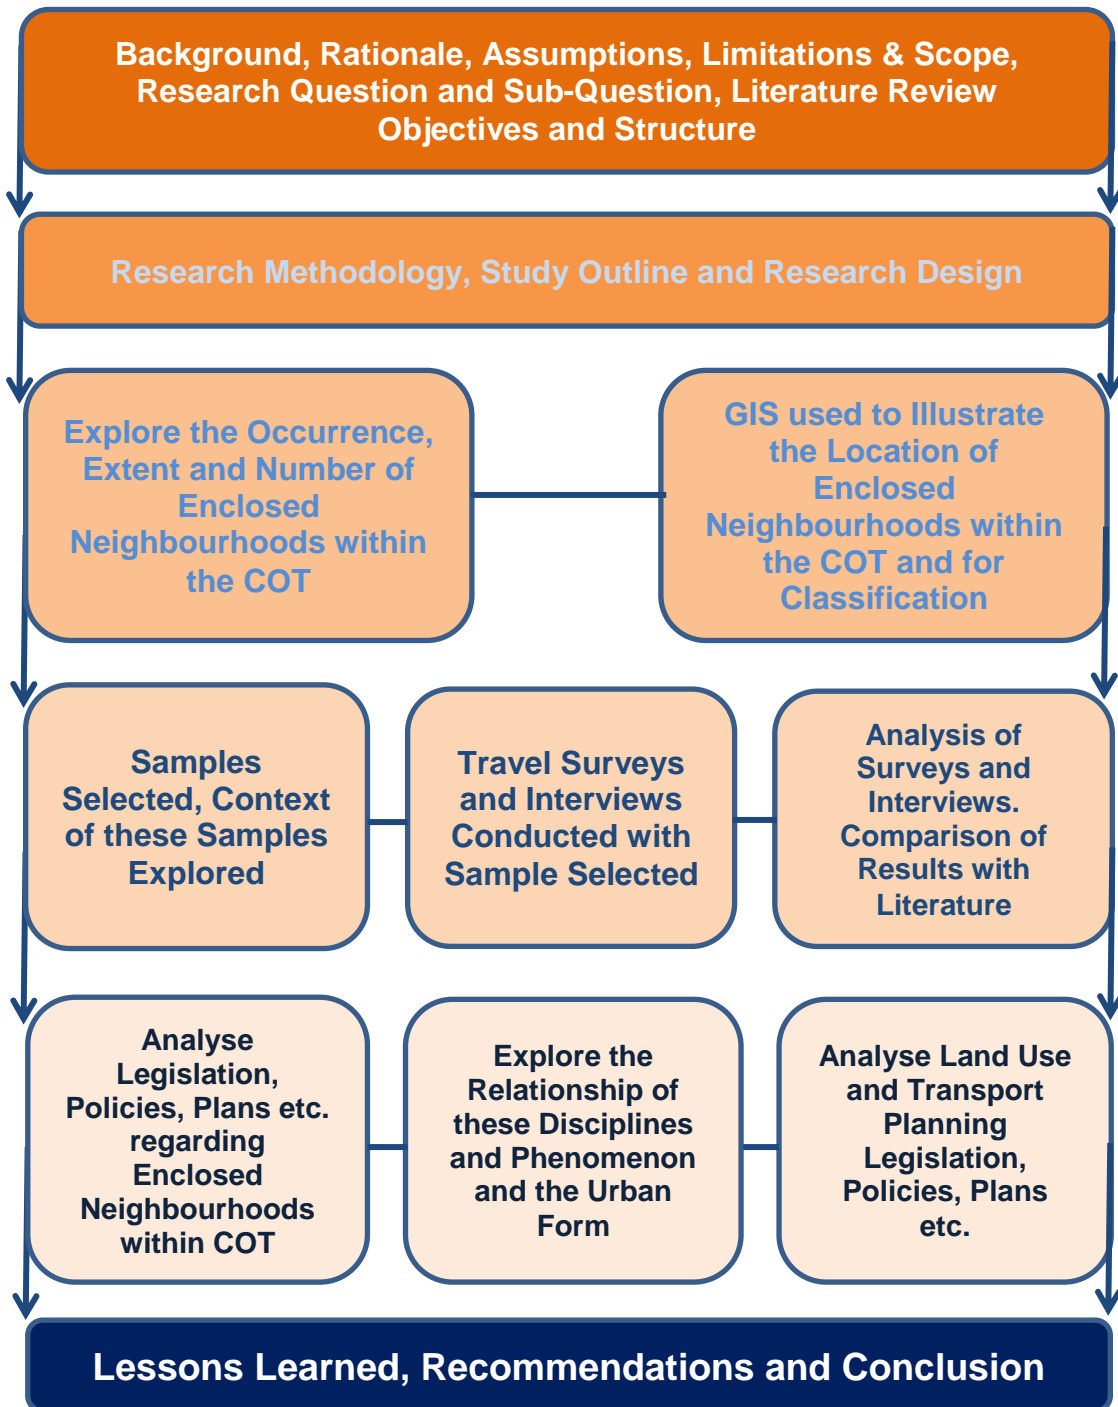 Background, Rationale, Assumptions, Limitations & Scope,
Research Question and Sub-Question, Literature Review
Objectives and Structure
Research Methodology, Study Outline and Research Design
Explore the Occurrence,
Extent and Number of
Enclosed
Neighbourhoods within
the COT
GIS used to Illustrate
the Location of
Enclosed
Neighbourhoods within
the COT and for
Classification
Samples
Selected, Context
of these Samples
Explored
Travel Surveys
and Interviews
Conducted with
Sample Selected
Analysis of
Surveys and
Interviews.
Comparison of
Results with
Literature
Analyse
Legislation,
Policies, Plans etc.
regarding
Enclosed
Neighbourhoods
within COT
Explore the
Relationship of
these Disciplines
and Phenomenon
and the Urban
Form
Analyse Land Use
and Transport
Planning
Legislation,
Policies, Plans
etc.
Lessons Learned, Recommendations and Conclusion